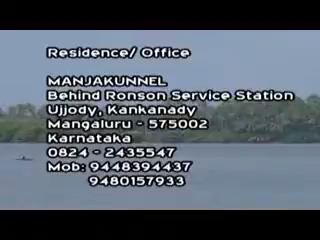 Residence/ Office
MANJAKUNNEL
Behind Ronson Service Station
Ujjody, Kankanady
Mangaluru - 575002
Karnataka
0824 - 2435547
Mob: 9448394437
9480157933